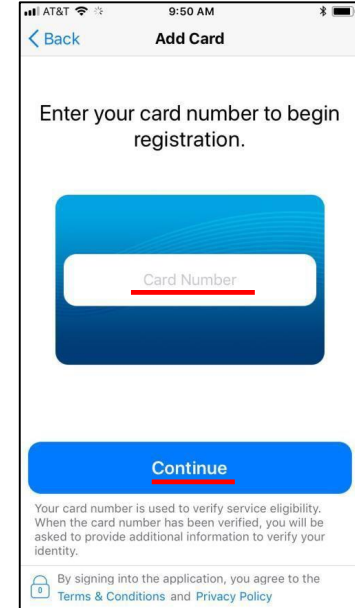 AT&T 9:50 AM
Back Add Card
Enter your card number to begin
registration.
Card Number
Continue
Your card number is used to verify service eligibility.
When the card number has been verified, you will be
asked to provide additional information to verify your
identity.
0
By signing into the application, you agree to the
Terms & Conditions and Privacy Policy